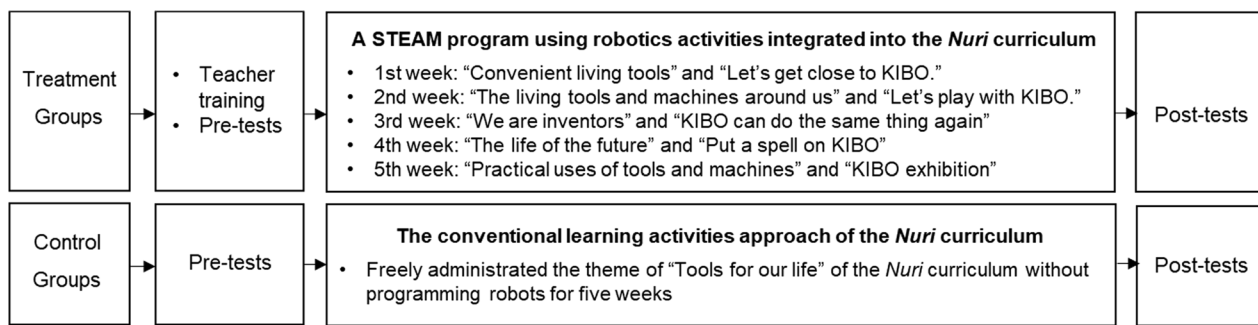 Treatment
Groups
• Teacher
training
• Pre-tests
A STEAM program using robotics activities integrated into the Nuri curriculum
• 1st week: “Convenient living tools” and “Let’s get close to KIBO.”
• 2nd week: “The living tools and machines around us” and “Let’s play with KIBO.”
• 3rd week: “We are inventors” and “KIBO can do the same thing again”
• 4th week: “The life of the future” and “Put a spell on KIBO”
• 5th week: “Practical uses of tools and machines” and “KIBO exhibition”
Post-tests
Control
Groups
Pre-tests
The conventional learning activities approach of the Nuri curriculum
• Freely administrated the theme of “Tools for our life” of the Nuri curriculum without
programming robots for five weeks
Post-tests